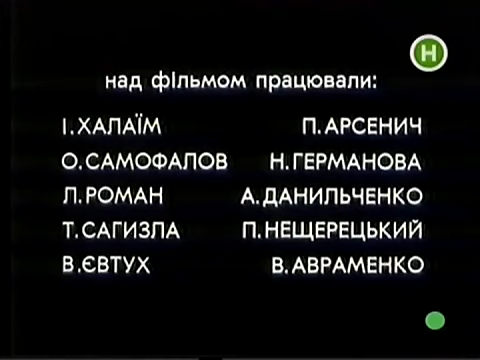 Н
над фільмом працювали:
І.ХАЛАЇМ П.АРСЕНИЧ
О.САМОФАЛОВ Н.ГЕРМАНОВА
Л.РОМАН А.ДАНИЛЬЧЕНКО
Т.САГИЗЛА П.НЕЩЕРЕЦЬКИЙ
В.ЄВТУХ В.АВРАМЕНКО